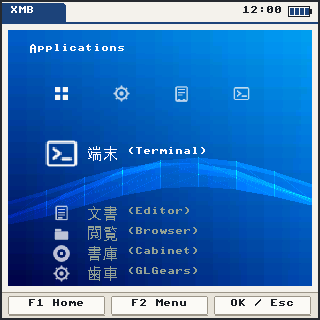 XMB 12:00
Applications
端末 (Terminal)
文書 (Editor)
閲覧 (Browser)
書庫 (Cabinet)
歯車 (GLGears)
F1 Home F2 Menu OK / Esc